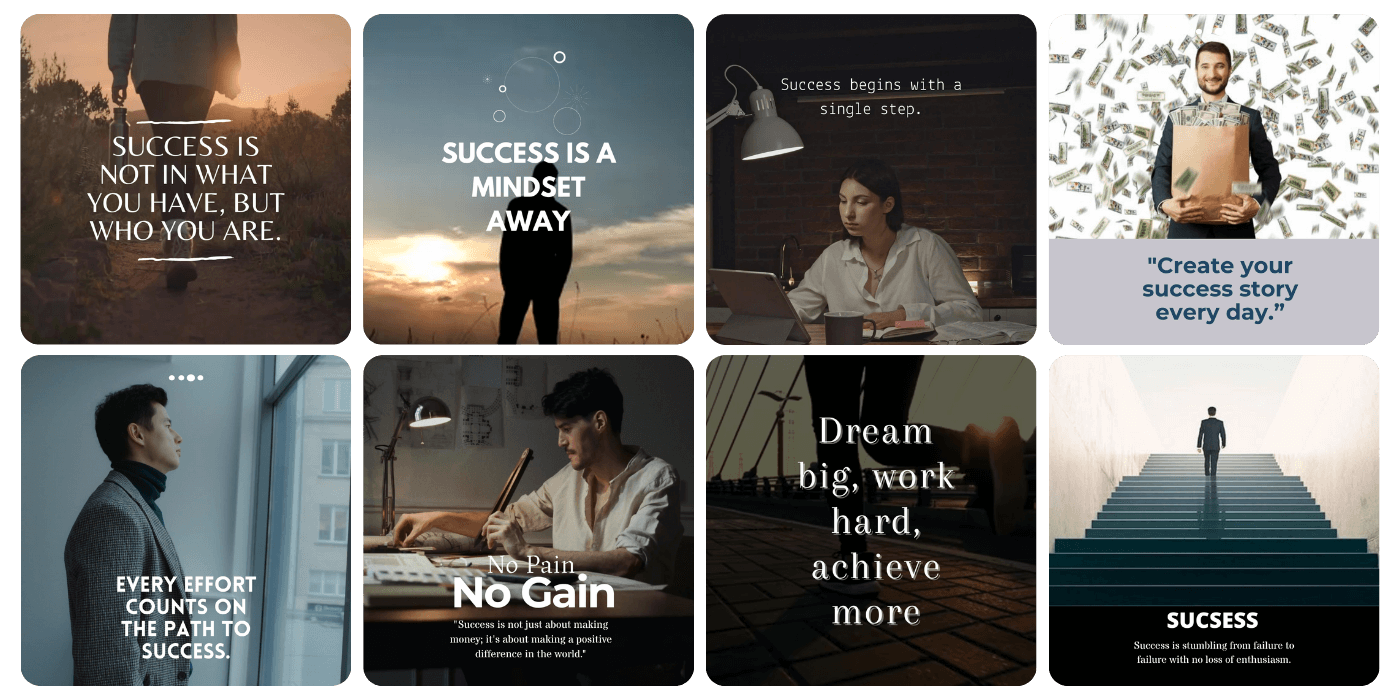 SUCCESS IS
NOT IN WHAT
YOU HAVE, BUT
WHO YOU ARE.
SUCCESS IS A
MINDSET
AWAY
Success begins with a
single step.
"Create your
success story
every day.”
EVERY EFFORT
COUNTS ON
THE PATH TO
SUCCESS.
No Pain
No Gain
"Success is not just about making
money; it's about making a positive
difference in the world."
Dream
big, work
hard,
achieve
more
SUCSESS
Success is stumbling from failure to
failure with no loss of enthusiasm.